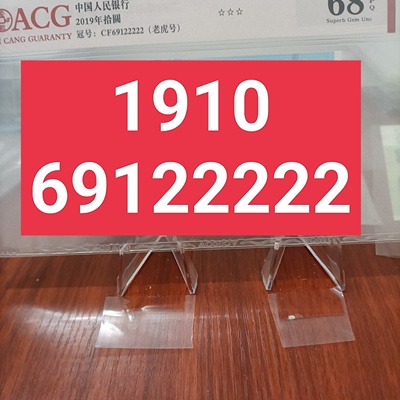 ACG
CANG GUARANTY
中国人民银行
2019年拾圆
冠号: CF69122222 (老虎号)
☆☆☆
68
PQ
Superb Gem Unc
1910
69122222